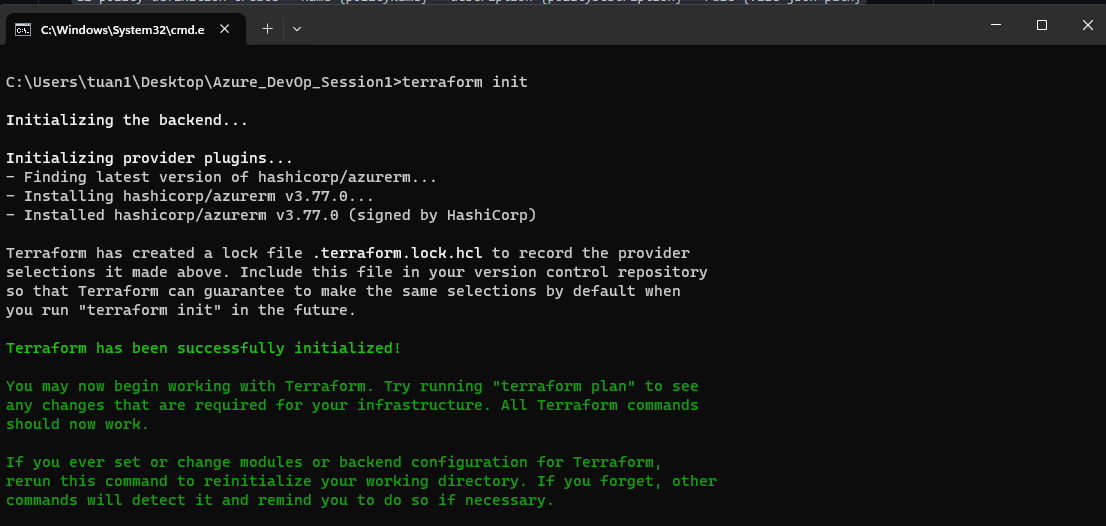 C:\Windows\System32\cmd.e:
C:\Users\tuan1\Desktop\Azure_DevOp_Session1>terraform init
Initializing the backend...
Initializing provider plugins...
- Finding latest version of hashicorp/azurerm...
- Installing hashicorp/azurerm v3.77.0...
- Installed hashicorp/azurerm v3.77.0 (signed by HashiCorp)
Terraform has created a lock file .terraform.lock.hcl to record the provider
selections it made above. Include this file in your version control repository
so that Terraform can guarantee to make the same selections by default when
you run "terraform init" in the future.
Terraform has been successfully initialized!
You may now begin working with Terraform. Try running "terraform plan" to see
any changes that are required for your infrastructure. All Terraform commands
should now work.
If you ever set or change modules or backend configuration for Terraform,
rerun this command to reinitialize your working directory. If you forget, other
commands will detect it and remind you to do so if necessary.